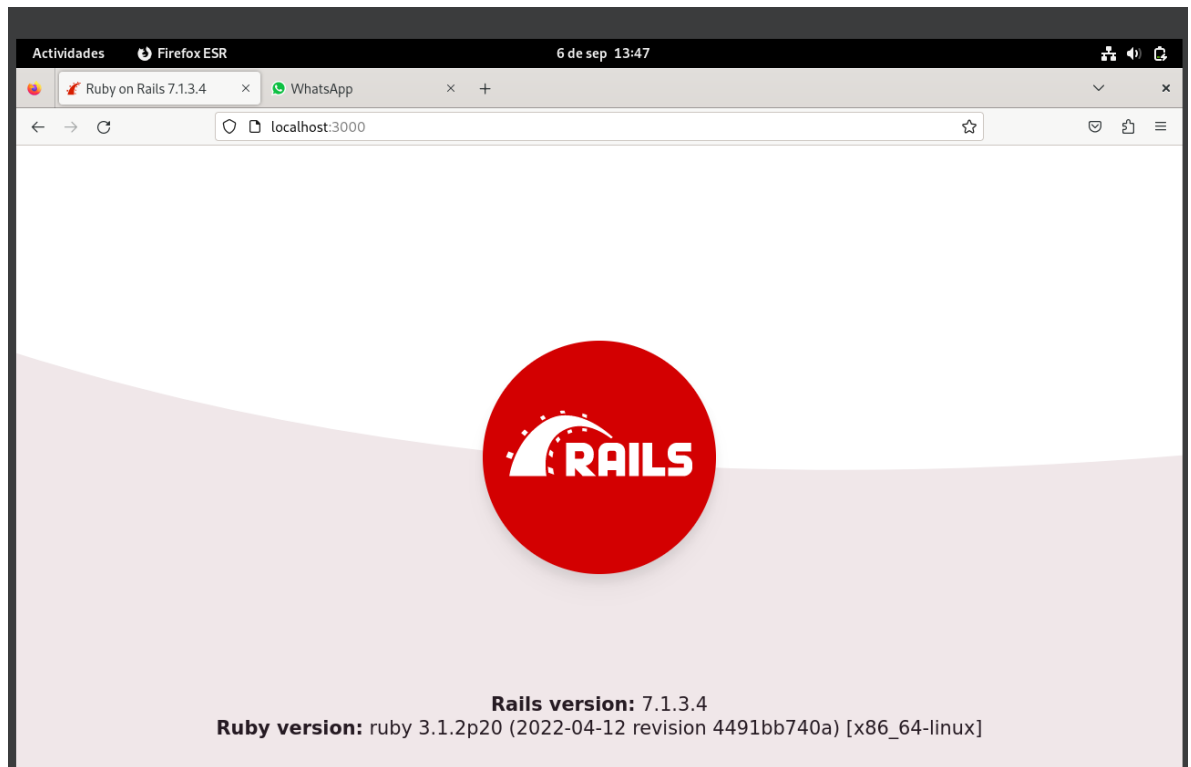 Actividades Firefox ESR 6 de sep 13:47
Ruby on Rails 7.1.3.4 WhatsApp
localhost:3000
RAILS
Rails version: 7.1.3.4
Ruby version: ruby 3.1.2p20 (2022-04-12 revision 4491bb740a) [x86_64-linux]